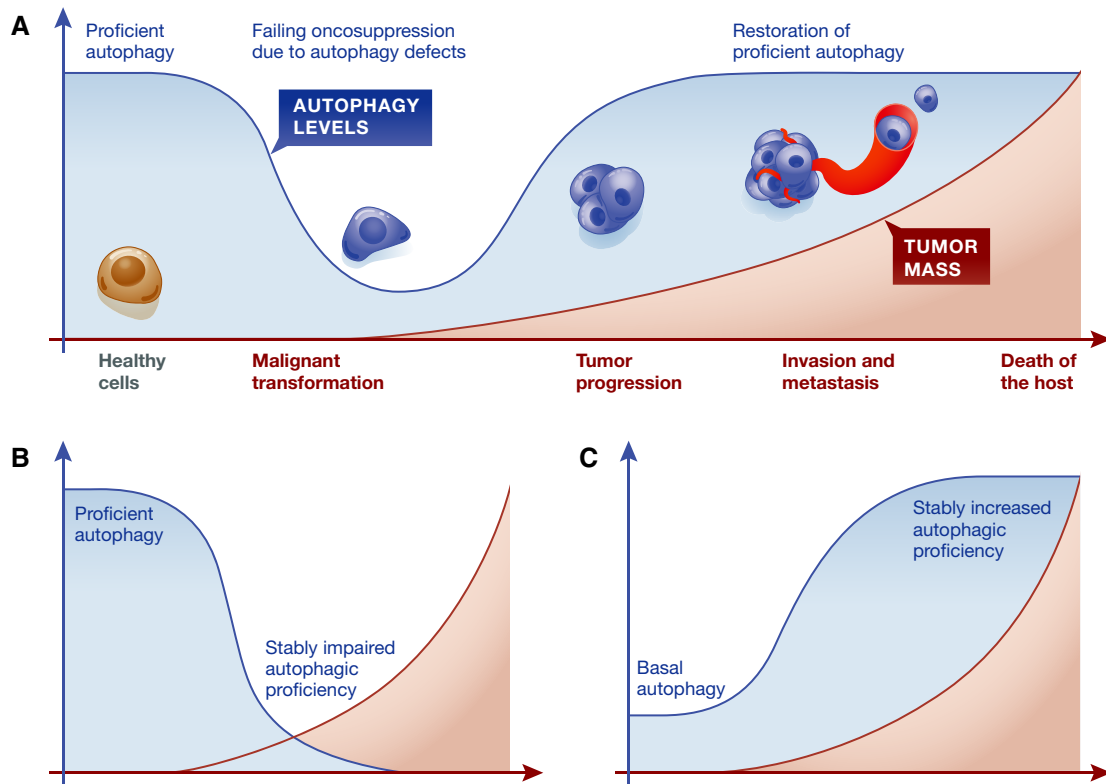 A
Proficient
autophagy
Failing oncosuppression
due to autophagy defects
Restoration of
proficient autophagy
AUTOPHAGY
LEVELS
TUMOR
MASS
Healthy
cells
Malignant
transformation
Tumor
progression
Invasion and
metastasis
Death of
the host
B
Proficient
autophagy
Stably impaired
autophagic
proficiency
C
Stably increased
autophagic
proficiency
Basal
autophagy